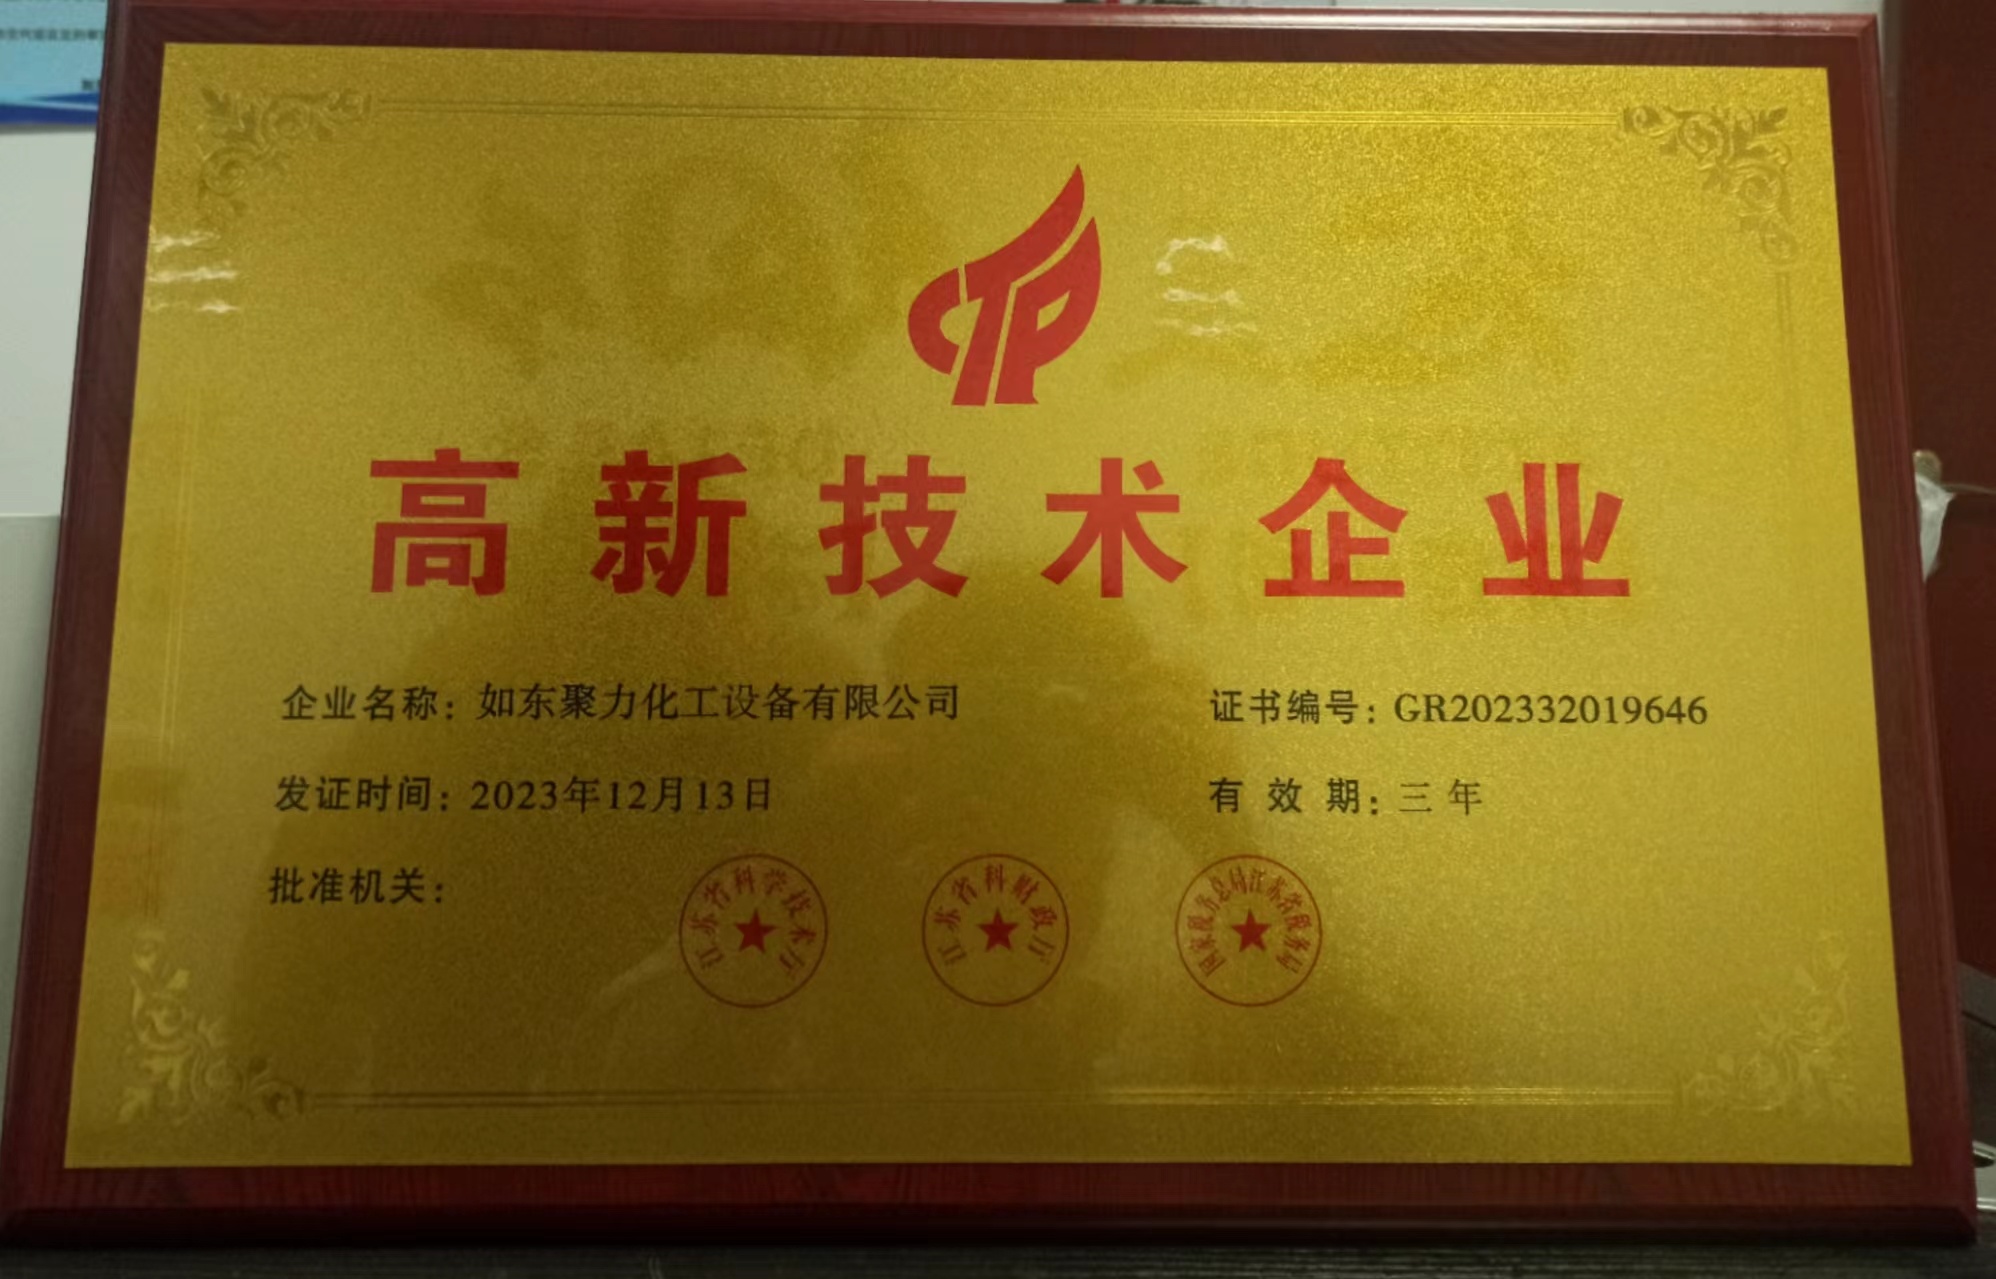 CTP
高新技术企业
企业名称：如东聚力化工设备有限公司
证书编号：GR202332019646
发证时间：2023年12月13日
有效期：三年
批准机关：
江苏省科学技术厅
江苏省科财政厅
国家税务总局江苏省税务局